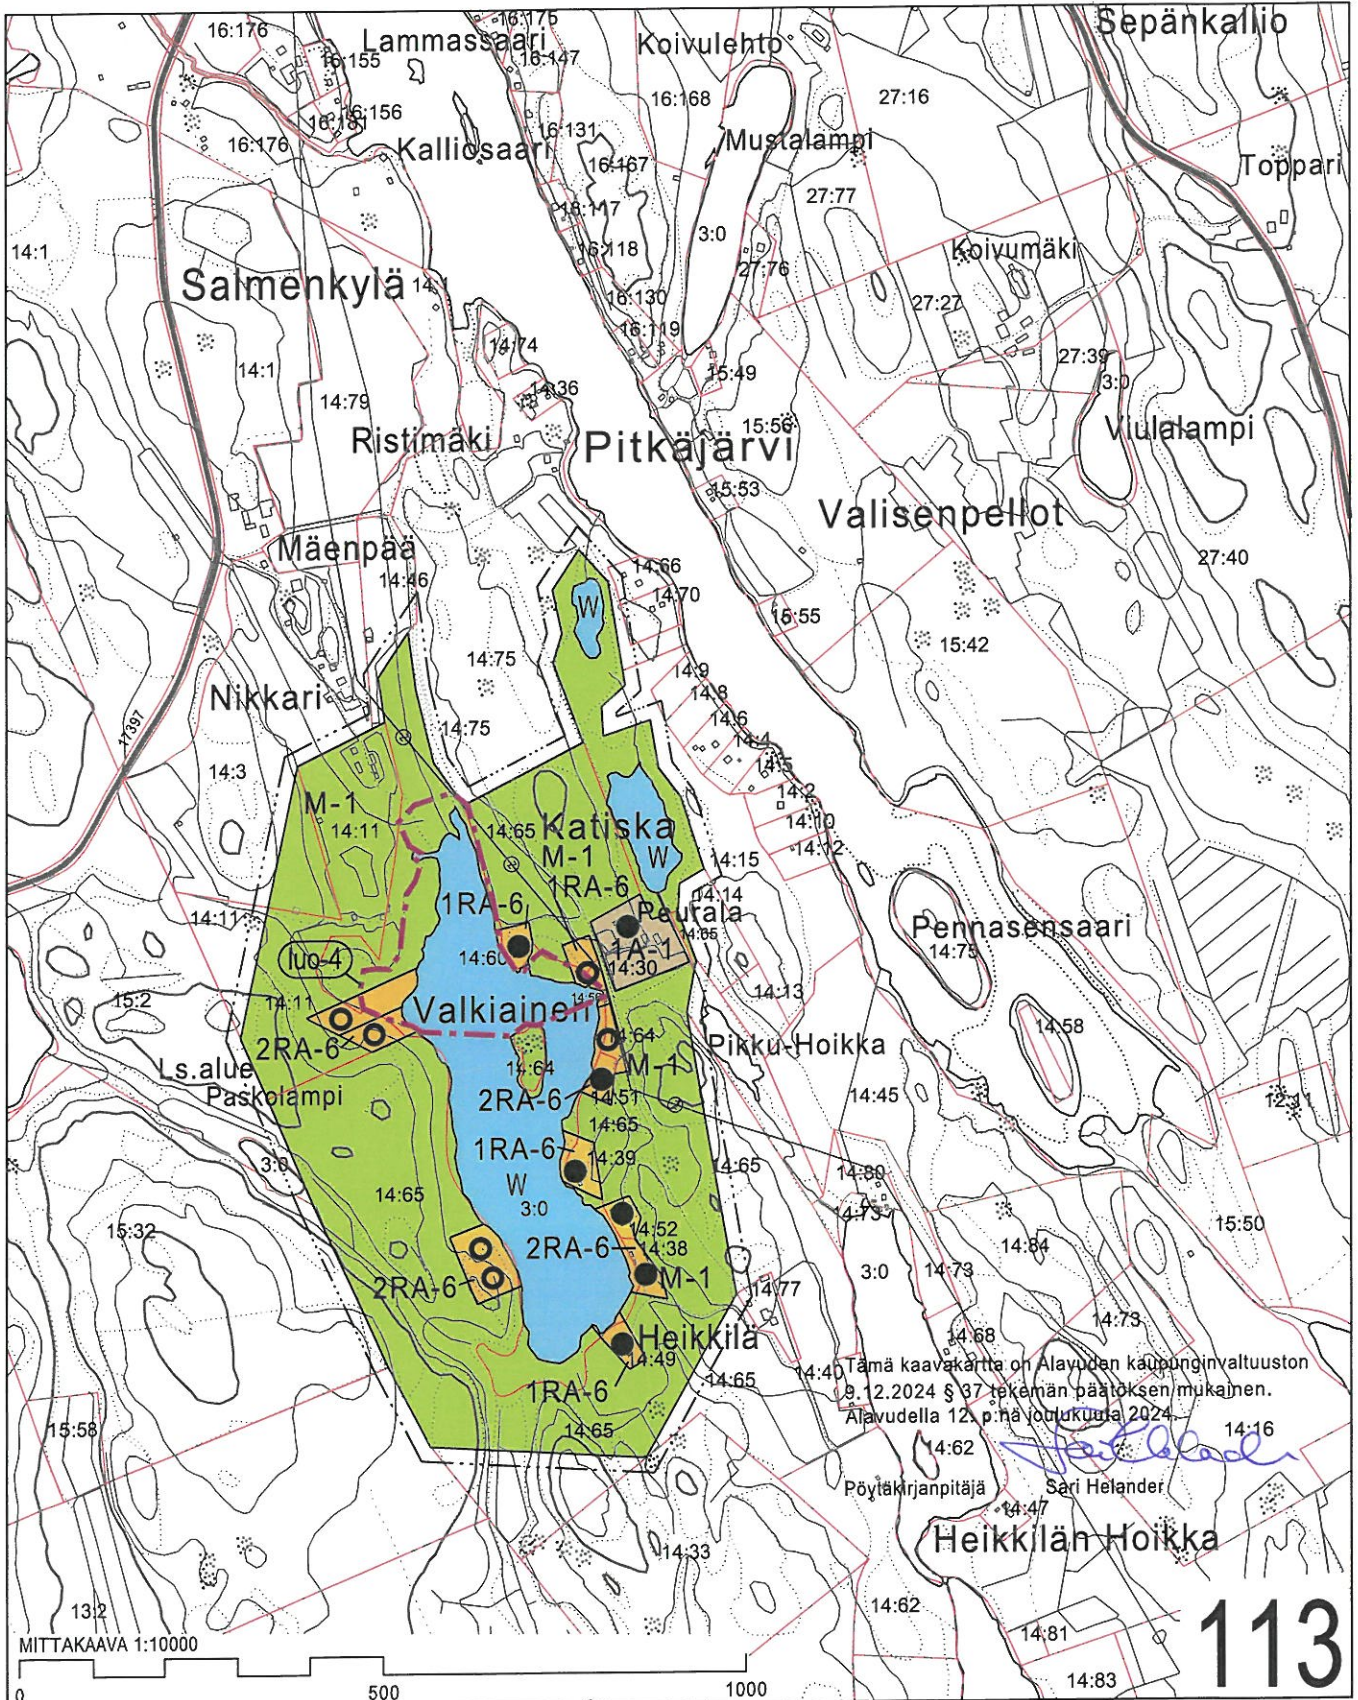 16:176
16:175
Sepänkallio
Lammassaari
Koivulehto
16:155
16:147
16:168
27:16
16:156
16:181
16:131
16:176
Kalliosaari
Mustalampi
16:167
Toppari
27:77
16:117
3:0
14:1
16:118
Koivumäki
27:76
Salmenkylä
14:1
16:130
27:27
16:119
14:74
27:39
14:1
15:49
3:0
14:36
14:79
15:56
Viulalampi
Ristimäki
Pitkäjärvi
15:53
Valisenpellot
Mäenpää
27:40
14:46
14:66
W
14:70
15:55
15:42
14:75
14:9
14:8
Nikkari
14:6
14:75
14:4
17397
14:5
14:3
14:2
M-1
14:11
14:65
Katiska
14:10
M-1
W
14:12
14:15
1RA-6
1RA-6
14:14
14:11
Peurala
Pennasensaari
14:65
1A-1
14:75
luo-4
14:60
14:30
14:13
15:2
14:11
Valkiainen
14:58
14:64
2RA-6
Pikku-Hoikka
Ls.alue
14:64
M-1
Paskolampi
2RA-6
14:51
14:45
12:11
14:65
1RA-6
14:39
3:0
14:65
14:80
W
14:65
3:0
14:73
15:32
14:52
15:50
2RA-6
14:38
14:84
3:0
14:73
2RA-6
M-1
14:77
14:73
Heikkilä
14:68
14:49
14:40
Tämä kaavakartta on Alavuden kaupunginvaltuuston
9.12.2024 § 37 tekemän päätöksen mukainen.
1RA-6
14:65
Alavudella 12. p:nä joulukuuta 2024.
15:58
14:65
14:16
14:62
Pöytäkirjanpitäjä
Sari Helander
14:47
Heikkilän Hoikka
14:33
13:2
14:62
113
14:81
MITTAKAAVA 1:10000
14:83
0
500
1000